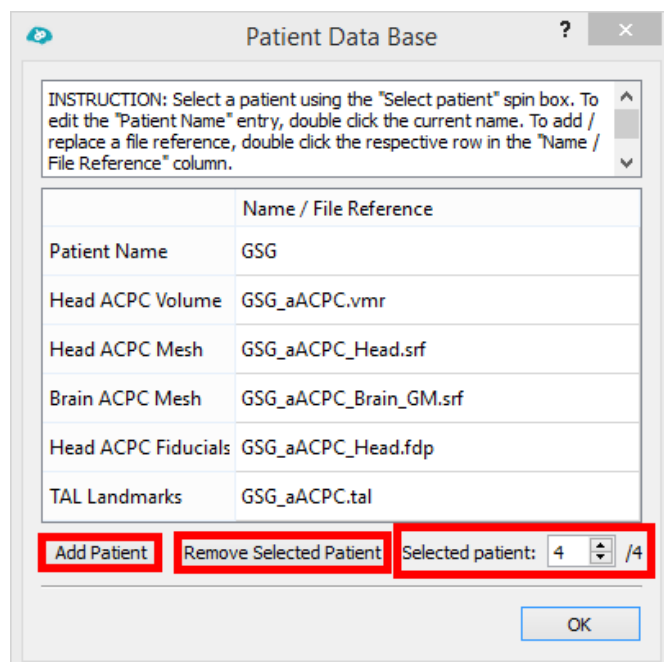 Patient Data Base
?
×
INSTRUCTION: Select a patient using the "Select patient" spin box. To
edit the "Patient Name" entry, double click the current name. To add /
replace a file reference, double click the respective row in the "Name /
File Reference" column.
Name / File Reference
Patient Name GSG
Head ACPC Volume GSG_aACPC.vmr
Head ACPC Mesh GSG_aACPC_Head.srf
Brain ACPC Mesh GSG_aACPC_Brain_GM.srf
Head ACPC Fiducials GSG_aACPC_Head.fdp
TAL Landmarks GSG_aACPC.tal
Add Patient Remove Selected Patient Selected patient: 4 /4
OK